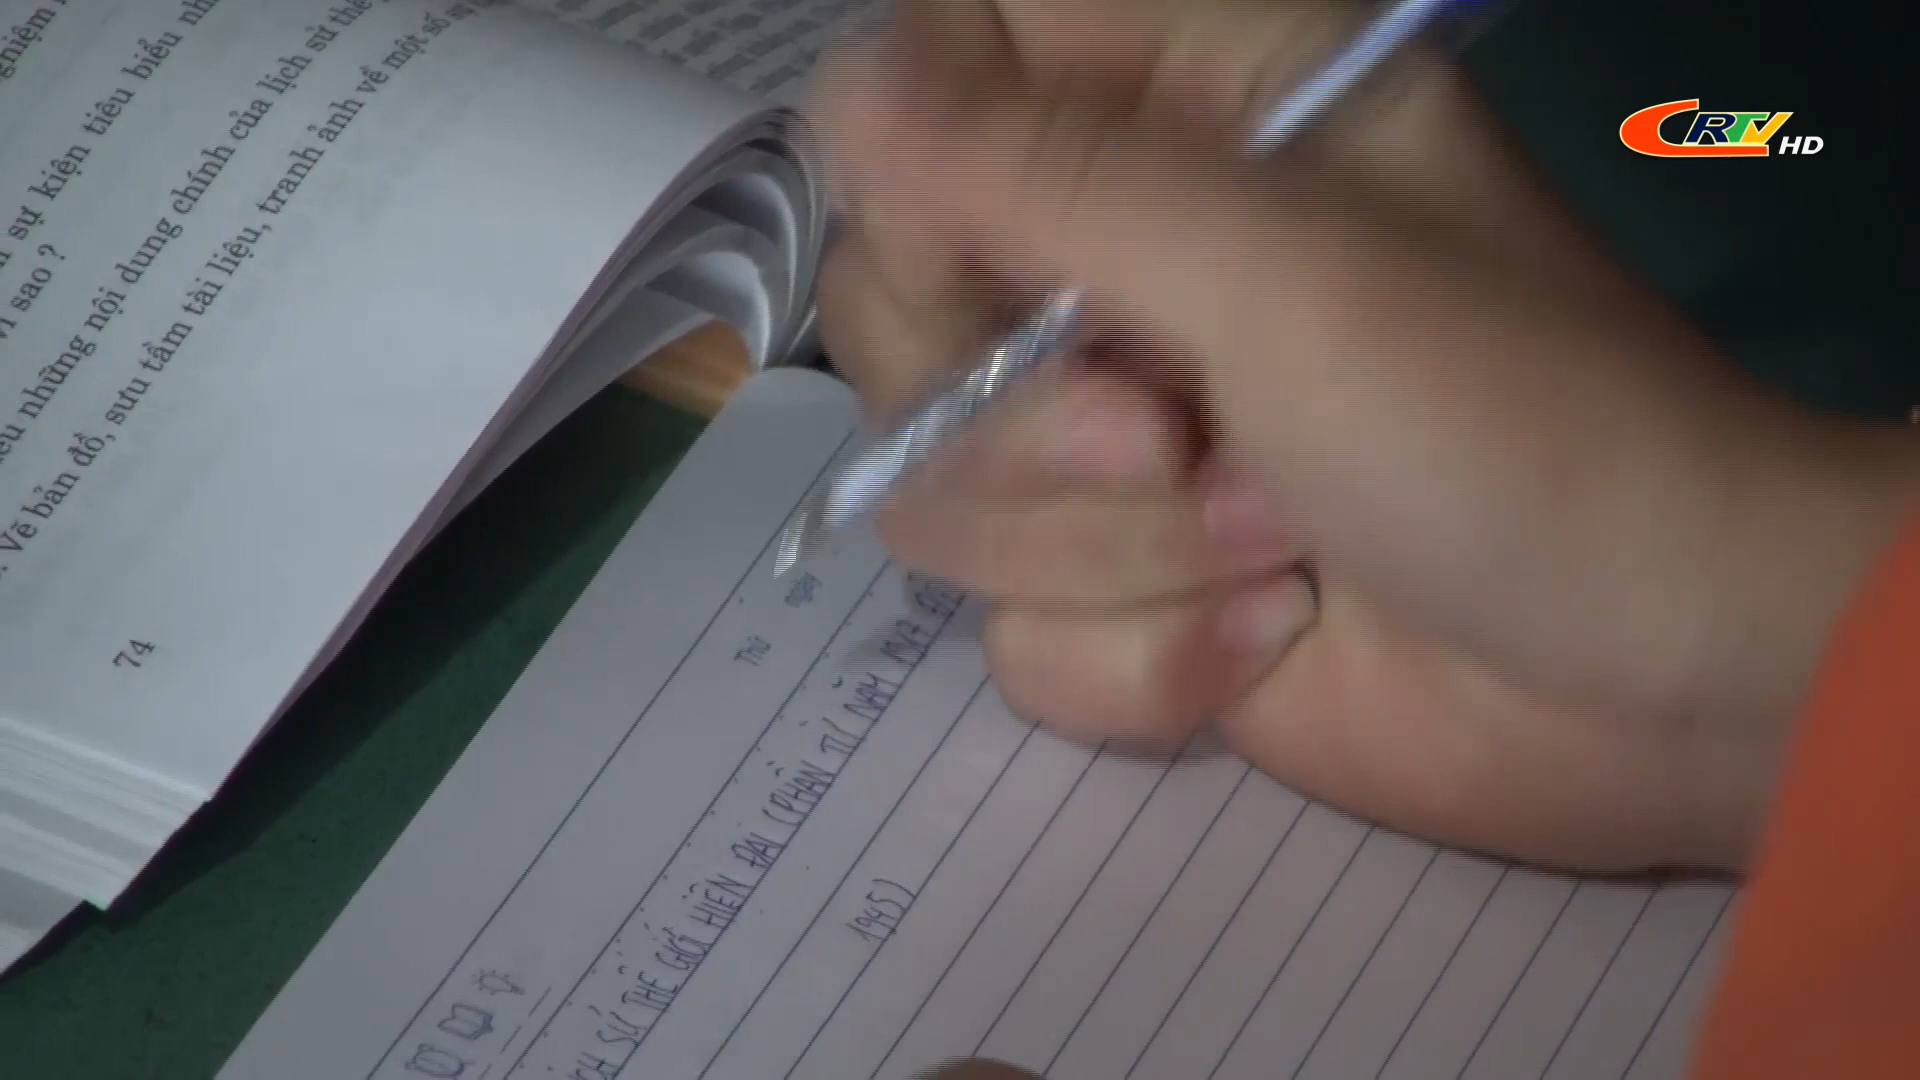 nghiệm
sự kiện tiêu biểu
vì sao ?
những nội dung chính của lịch sử thế
Vẽ bản đồ, sưu tầm tài liệu, tranh ảnh về một số
74
Thứ ngày
SỬ THẾ GIỚI HIỆN ĐẠI (PHẦN TỪ NĂM 1917
1945)
CRTV HD